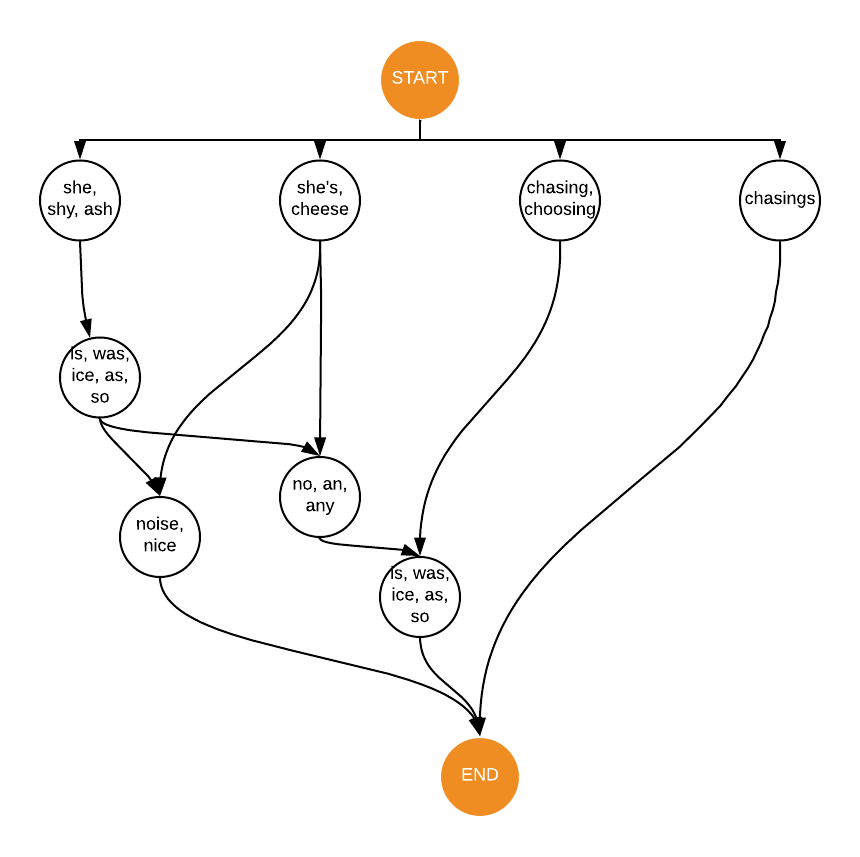 START
she,
shy, ash
she's,
cheese
chasing,
choosing
chasings
is, was,
ice, as,
so
no, an,
any
noise,
nice
is, was,
ice, as,
so
END